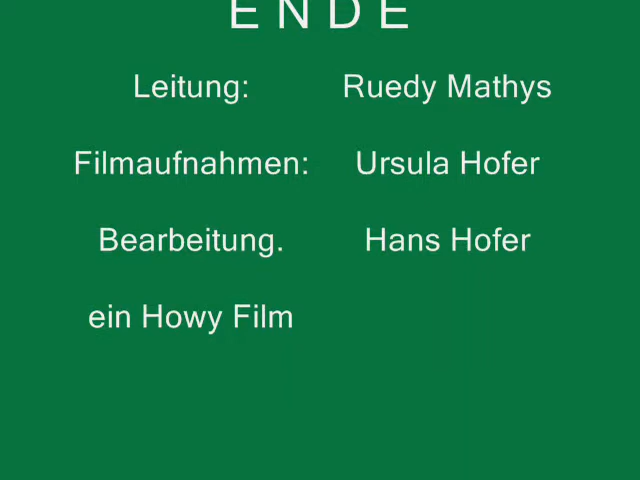 E N D E
Leitung: Ruedy Mathys
Filmaufnahmen: Ursula Hofer
Bearbeitung. Hans Hofer
ein Howy Film